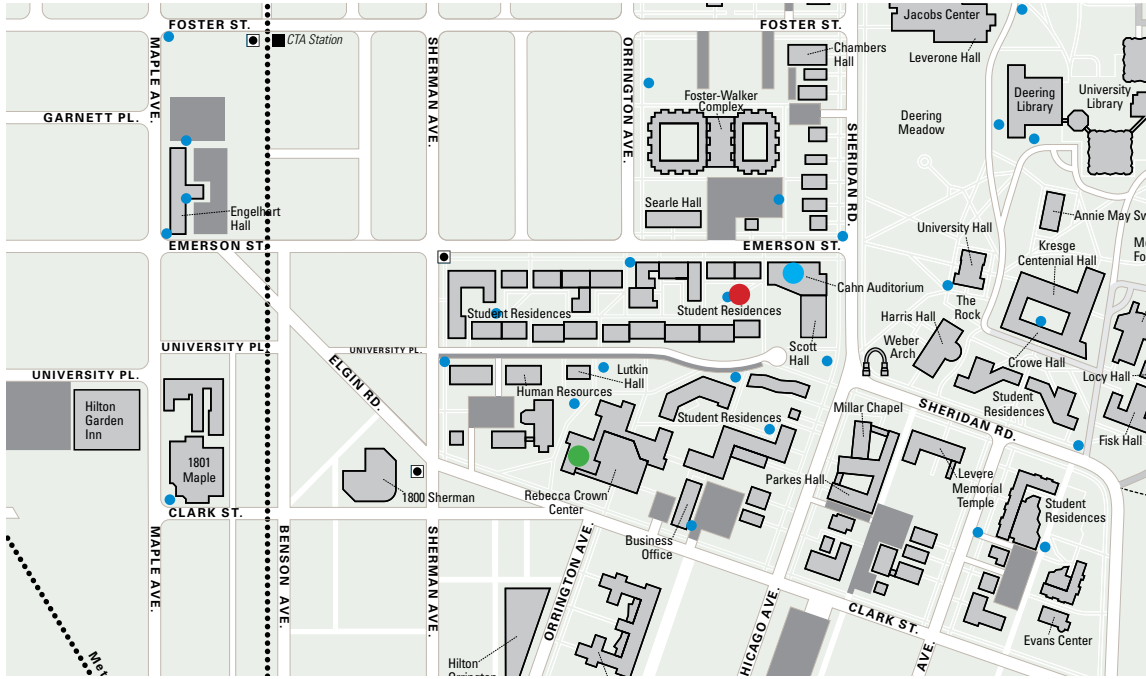 FOSTER ST.
FOSTER ST.
Jacobs Center
CTA Station
Chambers
Hall
Leverone Hall
MAPLE AVE.
SHERMAN AVE.
ORRINGTON AVE.
Foster-Walker
Complex
Deering
Library
University
Library
GARNETT PL.
Deering
Meadow
SHERIDAN RD.
Engelhart
Hall
Searle Hall
Annie May Sw
University Hall
Kresge
Centennial Hall
EMERSON ST.
EMERSON ST.
Cahn Auditorium
The
Rock
Student Residences
Student Residences
Harris Hall
Weber
Arch
Scott
Hall
Crowe Hall
UNIVERSITY PL.
UNIVERSITY PL.
UNIVERSITY PL.
ELGIN RD.
Lutkin
Hall
Human Resources
Locy Hall
Student
Residences
Hilton
Garden
Inn
Student Residences
Millar Chapel
SHERIDAN RD.
Fisk Hall
1801
Maple
1800 Sherman
Rebecca Crown
Center
Parkes Hall
Levere
Memorial
Temple
Student
Residences
CLARK ST.
Business
Office
MAPLE AVE.
BENSON AVE.
SHERMAN AVE.
ORRINGTON AVE.
HICAGO AVE.
CLARK ST.
AVE.
Evans Center
Met
Hilton